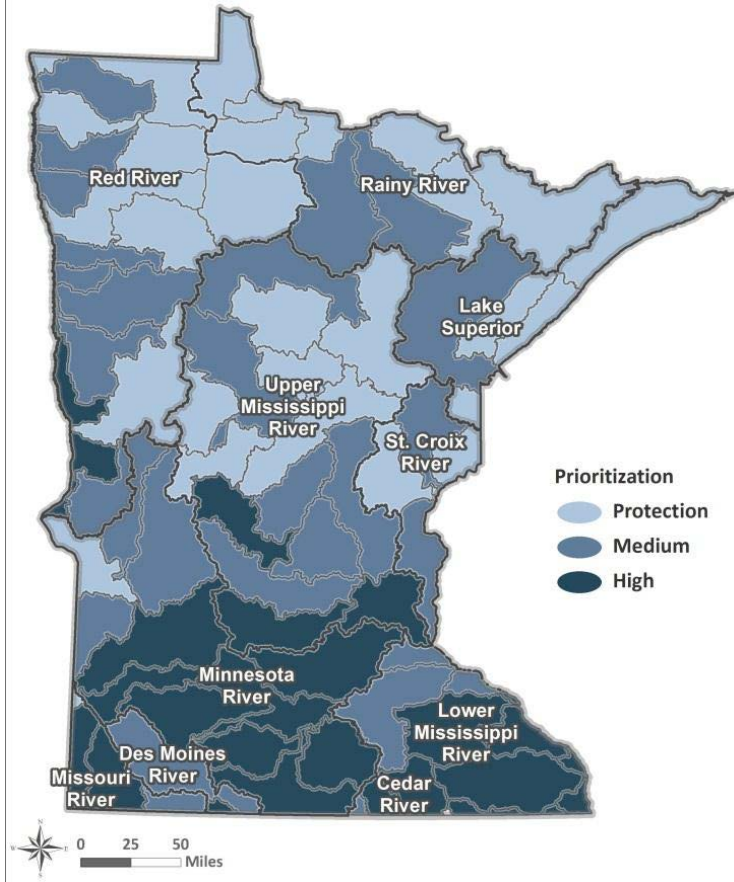 Red River
Rainy River
Lake
Superior
Upper
Mississippi
River
St. Croix
River
Prioritization
Protection
Medium
High
Minnesota
River
Lower
Mississippi
River
Des Moines
River
Missouri
River
Cedar
River
N
W
E
S
0 25 50
Miles